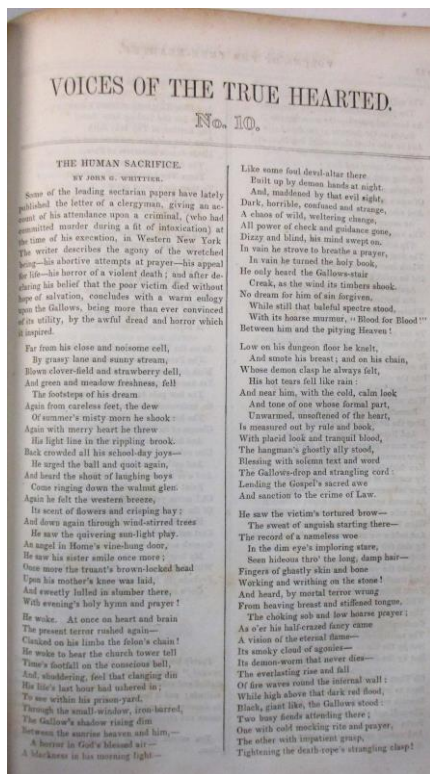 VOICES OF THE TRUE HEARTED.
No. 10.
THE HUMAN SACRIFICE.
BY JOHN G. WHITTIER.
Some of the leading sectarian papers have lately
published the letter of a clergyman, giving an ac-
count of his attendance upon a criminal, (who had
committed murder during a fit of intoxication) at
the time of his execution, in Western New York
The writer describes the agony of the wretched
being—his abortive attempts at prayer—his appeal
for life—his horror of a violent death; and after de-
claring his belief that the poor victim died without
hope of salvation, concludes with a warm eulogy
upon the Gallows, being more than ever convinced
of its utility, by the awful dread and horror which
it inspired.
Far from his close and noisome cell,
By grassy lane and sunny stream,
Blown clover-field and strawberry dell,
And green and meadow freshness, fell
The footsteps of his dream
Again from careless feet, the dew
Of summer's misty morn he shook:
Again with merry heart he threw
His light line in the rippling brook.
Back crowded all his school-day joys—
He urged the ball and quoit again,
And heard the shout of laughing boys
Come ringing down the walnut glen.
Again he felt the western breeze,
Its scent of flowers and crisping hay;
And down again through wind-stirred trees
He saw the quivering sun-light play.
An angel in Home's vine-hung door,
He saw his sister smile once more;
Once more the truant's brown-locked head
Upon his mother's knee was laid,
And sweetly lulled in slumber there,
With evening's holy hymn and prayer!
He woke. At once on heart and brain
The present terror rushed again—
Clanked on his limbs the felon's chain!
He woke to hear the church tower tell
Time's footfall on the conscious bell,
And, shuddering, feel that clanging din
His life's last hour had ushered in;
To see within his prison-yard,
Through the small window, iron-barred,
The Gallow's shadow rising dim
Between the sunrise heaven and him,—
A horror in God's blessed air—
A blackness in his morning light—
Like some foul devil-altar there
Built up by demon hands at night.
And, maddened by that evil sight,
Dark, horrible, confused and strange,
A chaos of wild, weltering change,
All power of check and guidance gone,
Dizzy and blind, his mind swept on.
In vain he strove to breathe a prayer,
In vain he turned the holy book,
He only heard the Gallows-stair
Creak, as the wind its timbers shook.
No dream for him of sin forgiven,
While still that baleful spectre stood,
With its hoarse murmur, "Blood for Blood!"
Between him and the pitying Heaven!
Low on his dungeon floor he knelt,
And smote his breast; and on his chain,
Whose demon clasp he always felt,
His hot tears fell like rain:
And near him, with the cold, calm look
And tone of one whose formal part,
Unwarmed, unsoftened of the heart,
Is measured out by rule and book,
With placid look and tranquil blood,
The hangman's ghostly ally stood,
Blessing with solemn text and word
The Gallows-drop and strangling cord:
Lending the Gospel's sacred awe
And sanction to the crime of Law.
He saw the victim's tortured brow—
The sweat of anguish starting there—
The record of a nameless woe
In the dim eye's imploring stare,
Seen hideous thro' the long, damp hair—
Fingers of ghastly skin and bone
Working and writhing on the stone!
And heard, by mortal terror wrung
From heaving breast and stiffened tongue,
The choking sob and low hoarse prayer;
As o'er his half-crazed fancy came
A vision of the eternal flame—
Its smoky cloud of agonies—
Its demon-worm that never dies—
The everlasting rise and fall
Of fire waves round the infernal wall:
While high above that dark red flood,
Black, giant like, the Gallows stood:
Two busy fiends attending there;
One with cold mocking rite and prayer,
The other with impatient grasp,
Tightening the death-rope's strangling clasp!